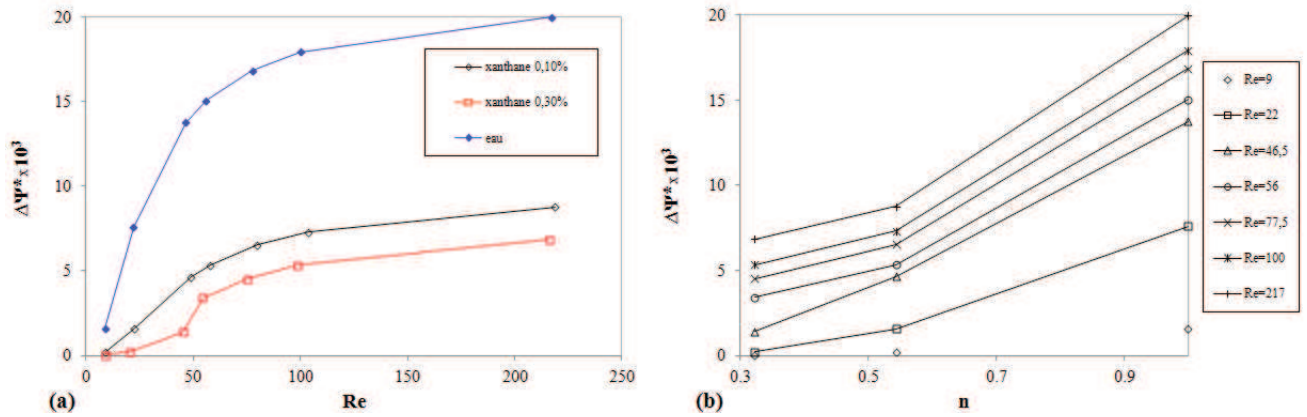 20
15
10
5
0
ΔΨ*x10³
0
50
100
150
200
250
Re
(a)
xanthane 0,10%
xanthane 0,30%
eau
20
15
10
5
0
ΔΨ*x10³
0.3
0.5
0.7
0.9
n
(b)
Re=9
Re=22
Re=46,5
Re=56
Re=77,5
Re=100
Re=217